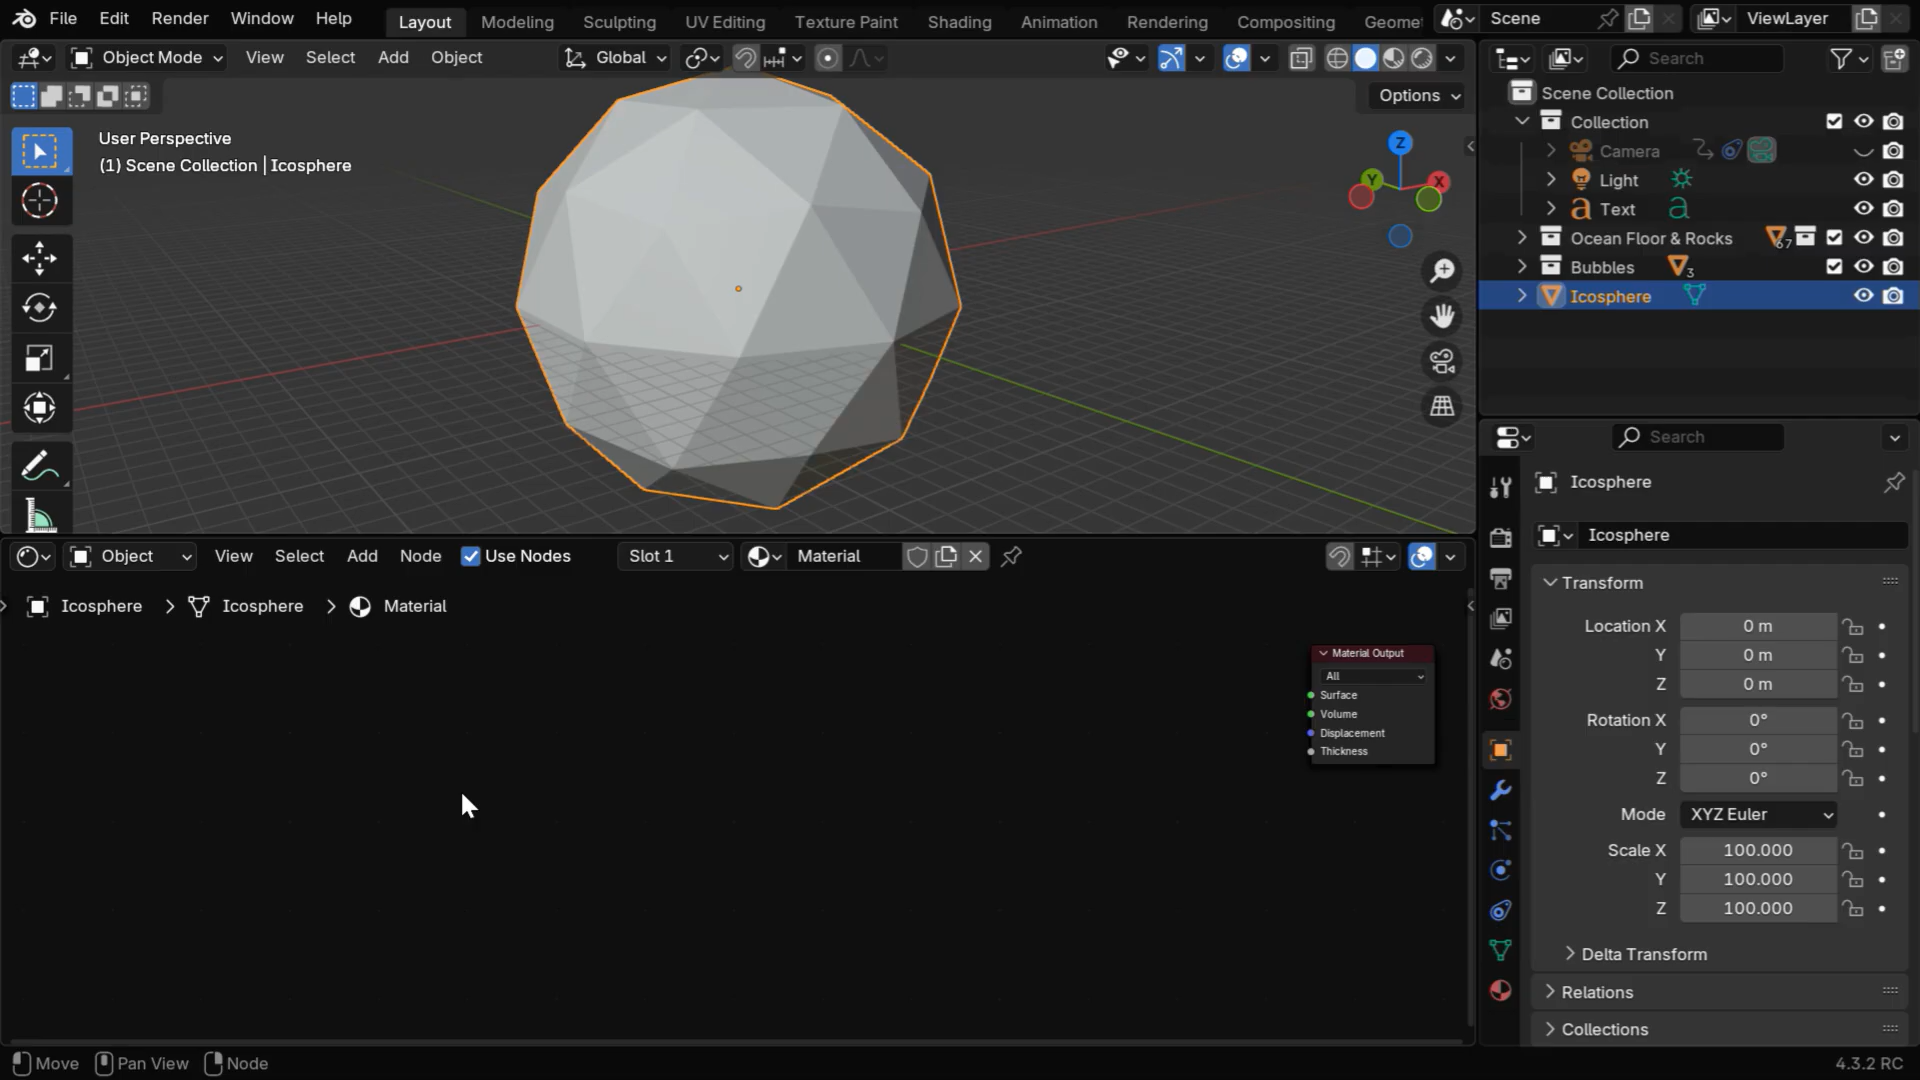 File Edit Render Window Help Layout Modeling Sculpting UV Editing Texture Paint Shading Animation Rendering Compositing Geomet Scene ViewLayer
Object Mode View Select Add Object Global Search
Options
User Perspective
(1) Scene Collection | Icosphere
Z
Y
X
Scene Collection
Collection
Camera
Light
Text
Ocean Floor & Rocks 67
Bubbles 3
Icosphere
Search
Icosphere
Icosphere
Transform
Location X 0 m
Y 0 m
Z 0 m
Rotation X 0°
Y 0°
Z 0°
Mode XYZ Euler
Scale X 100.000
Y 100.000
Z 100.000
Delta Transform
Relations
Collections
Object View Select Add Node Use Nodes Slot 1 Material
Icosphere Icosphere Material
Material Output
All
Surface
Volume
Displacement
Thickness
Move Pan View Node 4.3.2 RC